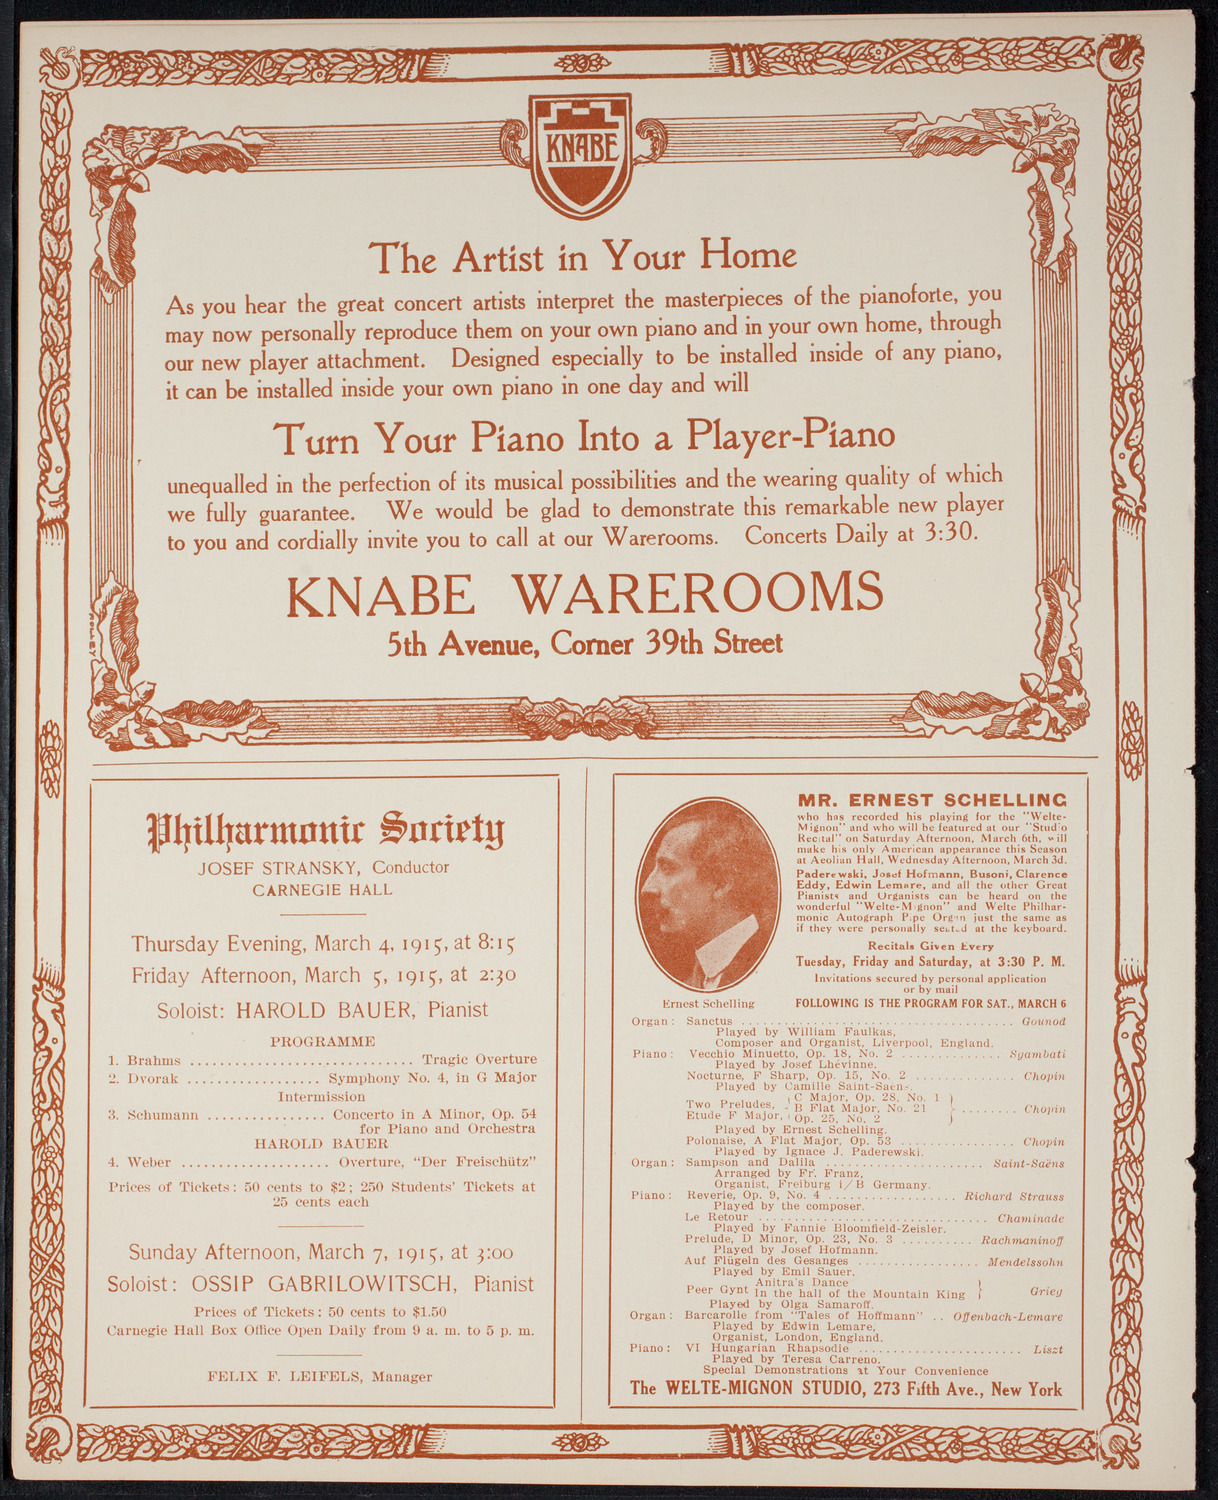 KNABE
The Artist in Your Home
As you hear the great concert artists interpret the masterpieces of the pianoforte, you
may now personally reproduce them on your own piano and in your own home, through
our new player attachment. Designed especially to be installed inside of any piano,
it can be installed inside your own piano in one day and will
Turn Your Piano Into a Player-Piano
unequalled in the perfection of its musical possibilities and the wearing quality of which
we fully guarantee. We would be glad to demonstrate this remarkable new player
to you and cordially invite you to call at our Warerooms. Concerts Daily at 3:30.
KNABE WAREROOMS
5th Avenue, Corner 39th Street
Philharmonic Society
JOSEF STRANSKY, Conductor
CARNEGIE HALL
Thursday Evening, March 4, 1915, at 8:15
Friday Afternoon, March 5, 1915, at 2:30
Soloist: HAROLD BAUER, Pianist
PROGRAMME
1. Brahms ................................ Tragic Overture
2. Dvorak .................. Symphony No. 4, in G Major
Intermission
3. Schumann ................ Concerto in A Minor, Op. 54
for Piano and Orchestra
HAROLD BAUER
4. Weber ..................... Overture, "Der Freischütz"
Prices of Tickets: 50 cents to $2; 250 Students' Tickets at
25 cents each
Sunday Afternoon, March 7, 1915, at 3:00
Soloist: OSSIP GABRILOWITSCH, Pianist
Prices of Tickets: 50 cents to $1.50
Carnegie Hall Box Office Open Daily from 9 a. m. to 5 p. m.
FELIX F. LEIFELS, Manager
MR. ERNEST SCHELLING
who has recorded his playing for the "Welte-
Mignon" and who will be featured at our "Studio
Recital" on Saturday Afternoon, March 6th, will
make his only American appearance this Season
at Aeolian Hall, Wednesday Afternoon, March 3d.
Paderewski, Josef Hofmann, Busoni, Clarence
Eddy, Edwin Lemare, and all the other Great
Pianists and Organists can be heard on the
wonderful "Welte-Mignon" and Welte Philhar-
monic Autograph Pipe Organ just the same as
if they were personally seated at the keyboard.
Recitals Given Every
Tuesday, Friday and Saturday, at 3:30 P. M.
Invitations secured by personal application
or by mail
Ernest Schelling
FOLLOWING IS THE PROGRAM FOR SAT., MARCH 6
Organ: Sanctus .................................... Gounod
Played by William Faulkas,
Composer and Organist, Liverpool, England.
Piano: Vecchio Minuetto, Op. 18, No. 2 ............. Sgambati
Played by Josef Lhévinne.
Nocturne, F Sharp, Op. 15, No. 2 ............. Chopin
Played by Camille Saint-Saëns.
Two Preludes, { C Major, Op. 28, No. 1 }
- B Flat Major, No. 21 } ........ Chopin
Etude F Major, ( Op. 25, No. 2 )
Played by Ernest Schelling.
Polonaise, A Flat Major, Op. 53 ............... Chopin
Played by Ignace J. Paderewski.
Organ: Sampson and Dalila ..................... Saint-Saëns
Arranged by Fr. Franz,
Organist, Freiburg i/B Germany.
Piano: Reverie, Op. 9, No. 4 ................. Richard Strauss
Played by the composer.
Le Retour .............................. Chaminade
Played by Fannie Bloomfield-Zeisler.
Prelude, D Minor, Op. 23, No. 3 .......... Rachmaninoff
Played by Josef Hofmann.
Auf Flügeln des Gesanges ................ Mendelssohn
Played by Emil Sauer.
Anitra's Dance }
Peer Gynt In the hall of the Mountain King } Grieg
Played by Olga Samaroff.
Organ: Barcarolle from "Tales of Hoffmann" .. Offenbach-Lemare
Played by Edwin Lemare,
Organist, London, England.
Piano: VI Hungarian Rhapsodie ...................... Liszt
Played by Teresa Carreno.
Special Demonstrations at Your Convenience
The WELTE-MIGNON STUDIO, 273 Fifth Ave., New York